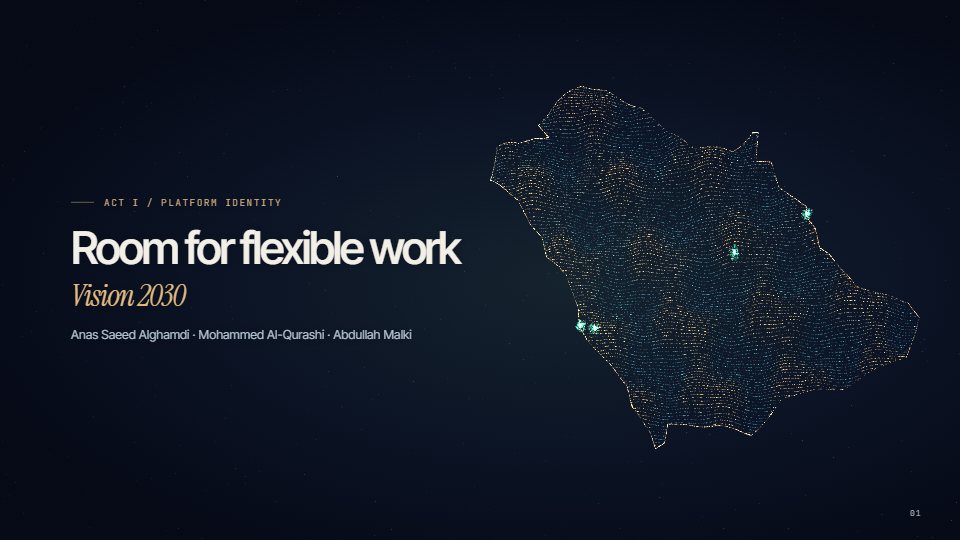 ACT I / PLATFORM IDENTITY
Room for flexible work
Vision 2030
Anas Saeed Alghamdi · Mohammed Al-Qurashi · Abdullah Malki
01